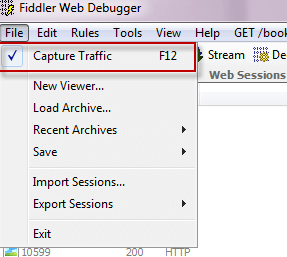 Fiddler Web Debugger
File Edit Rules Tools View Help GET /book
Capture Traffic F12
Stream De
Web Sessions
New Viewer...
Load Archive...
Recent Archives
Save
Import Sessions...
Export Sessions
Exit
10599 200 HTTP